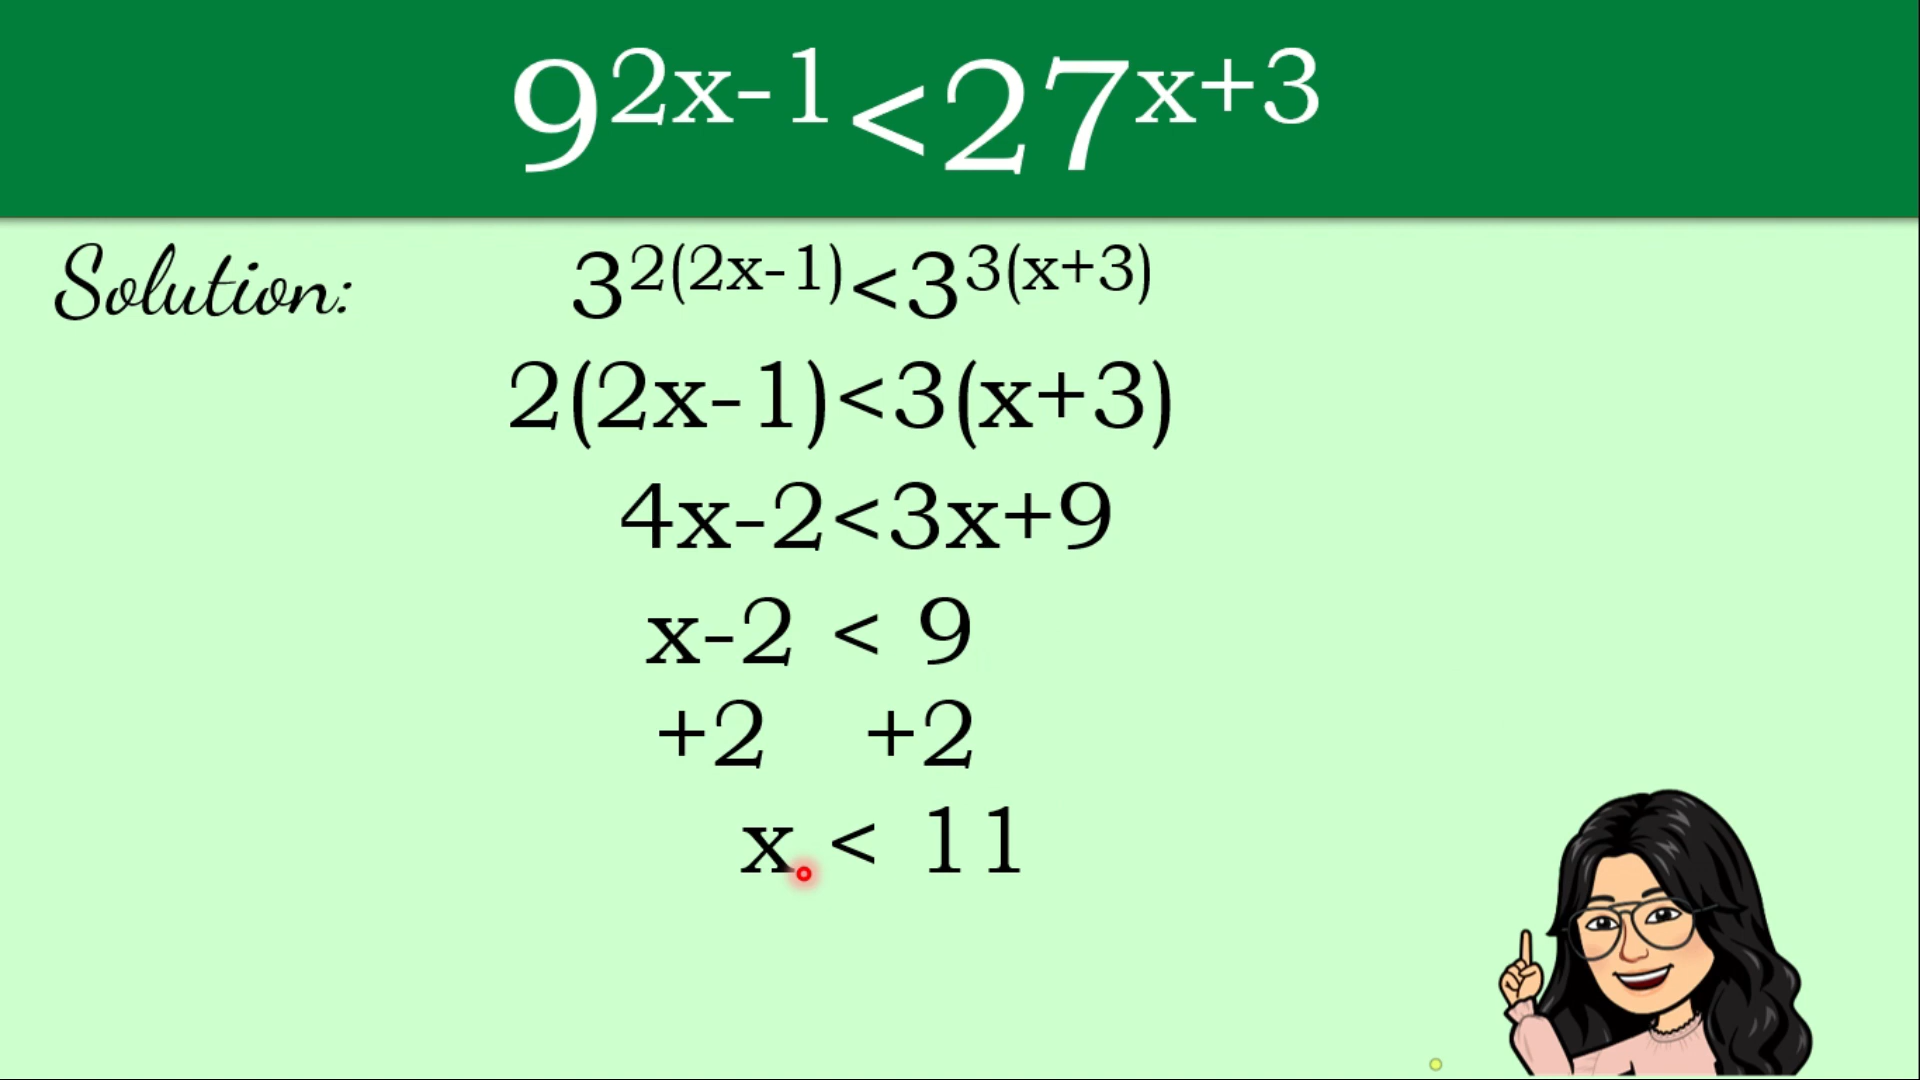 9^{2x-1}<27^{x+3}
Solution: 3^{2(2x-1)}<3^{3(x+3)}
2(2x-1)<3(x+3)
4x-2<3x+9
x-2 < 9
+2 +2
x < 11